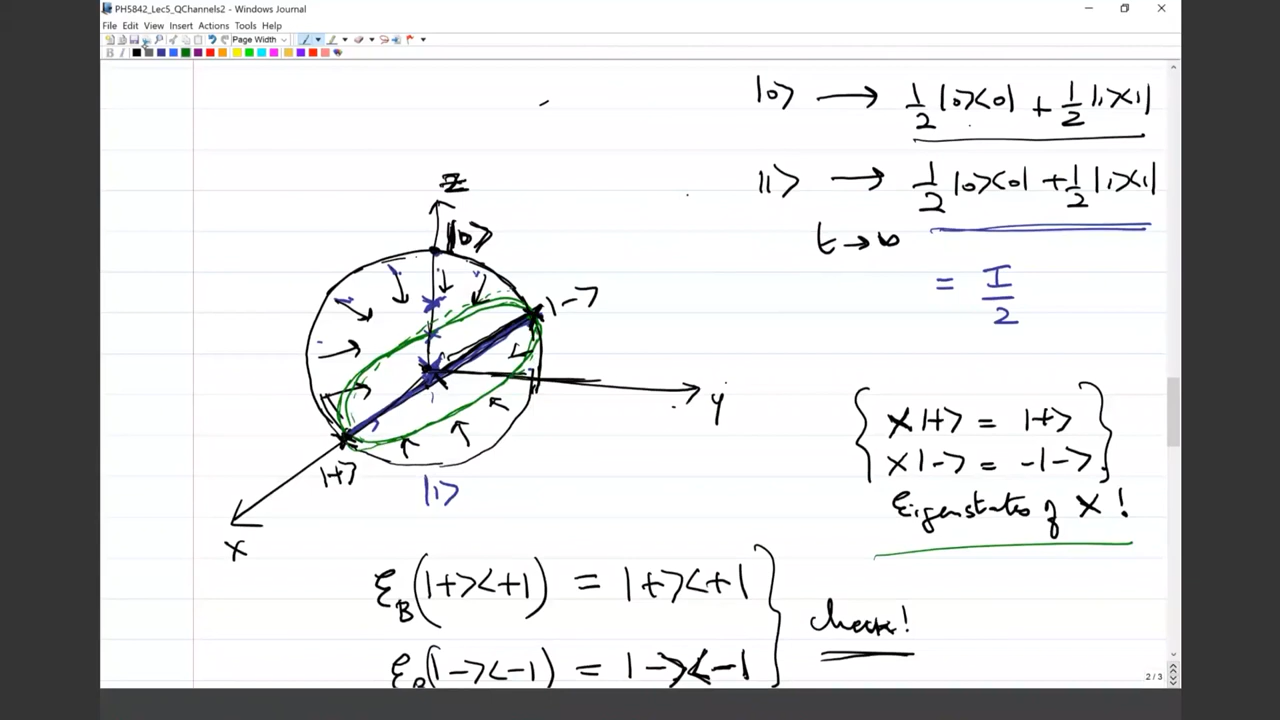 PH5842_Lec5_QChannels2 - Windows Journal
File Edit View Insert Actions Tools Help
Page Width
B I
|0> → 1/2 |0><0| + 1/2 |1><1|
|1> → 1/2 |0><0| + 1/2 |1><1|
t → ∞
= I/2
Z
|0>
|->
y
|+>
|1>
x
X|+> = |+>
X|-> = -|->
Eigenstates of X!
ℰ_B(|+><+|) = |+><+|
ℰ_B(|-><-|) = |-><-|
check!
2 / 3